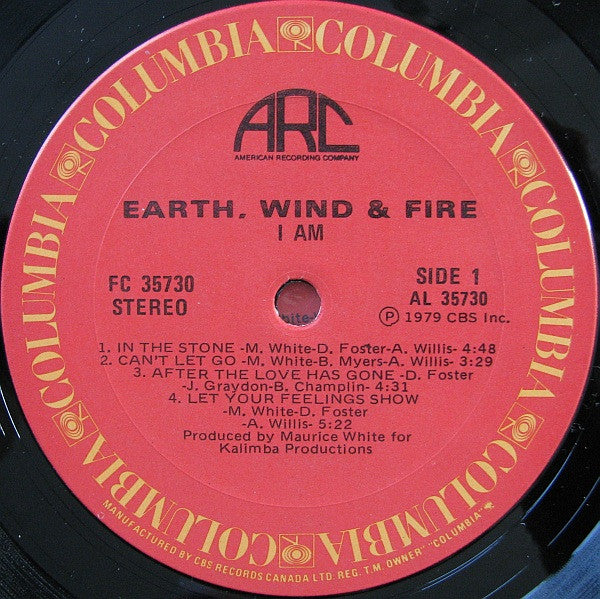 COLUMBIA COLUMBIA COLUMBIA COLUMBIA COLUMBIA COLUMBIA
ARC
AMERICAN RECORDING COMPANY
EARTH, WIND & FIRE
I AM
FC 35730
STEREO
SIDE 1
AL 35730
℗ 1979 CBS Inc.
1. IN THE STONE -M. White-D. Foster-A. Willis- 4:48
2. CAN'T LET GO -M. White-B. Myers-A. Willis- 3:29
3. AFTER THE LOVE HAS GONE -D. Foster
-J. Graydon-B. Champlin- 4:31
4. LET YOUR FEELINGS SHOW
-M. White-D. Foster
-A. Willis- 5:22
Produced by Maurice White for
Kalimba Productions
MANUFACTURED BY CBS RECORDS CANADA LTD. REG. T.M. OWNER "COLUMBIA"